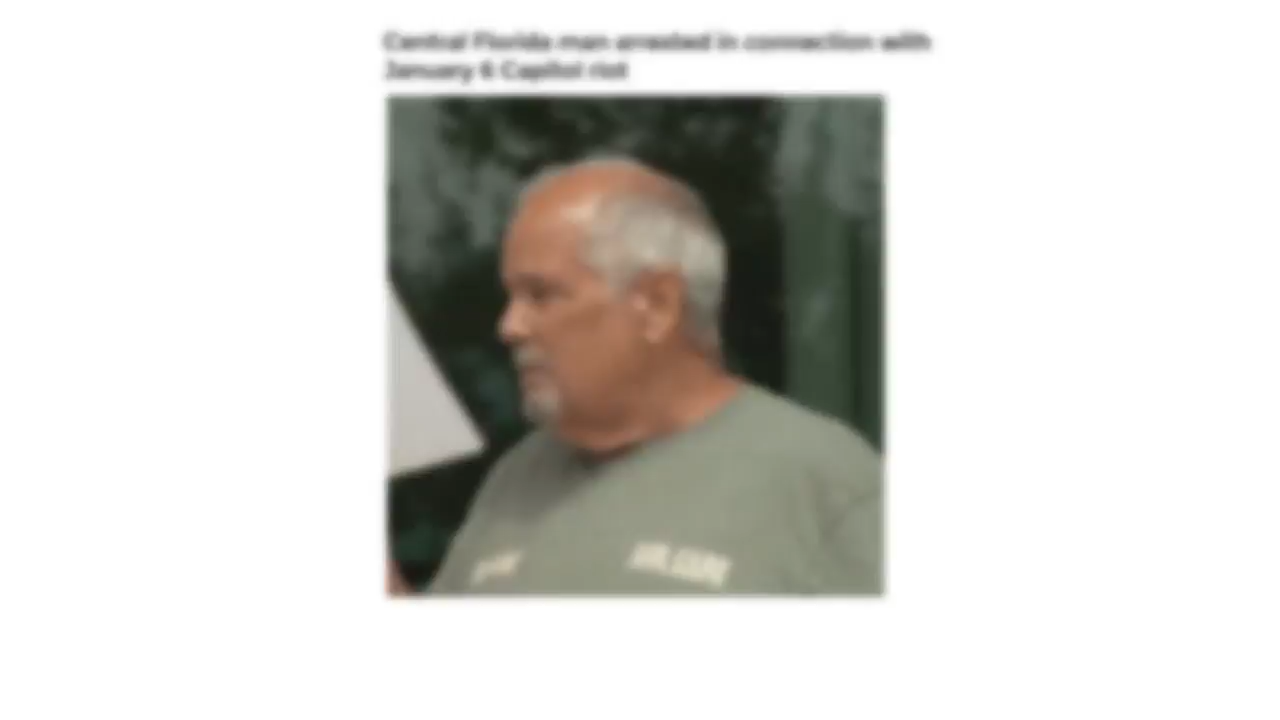 Central Florida man arrested in connection with
January 6 Capitol riot